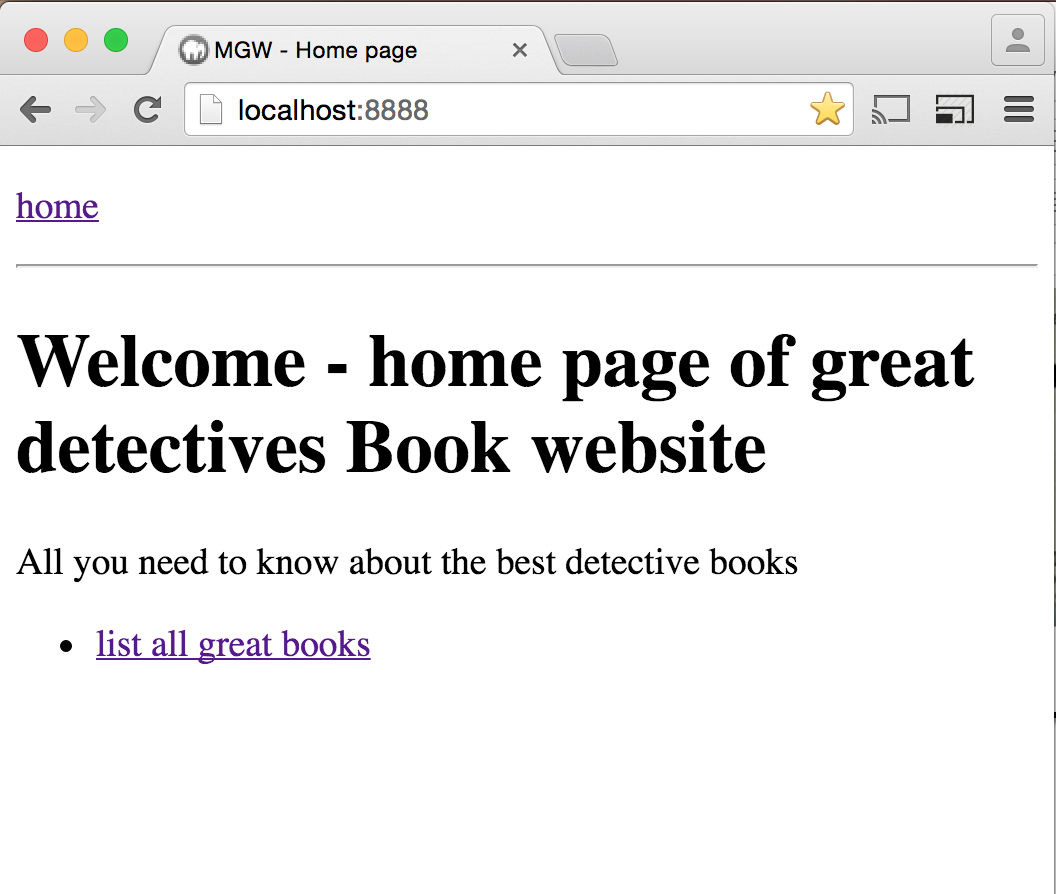 MGW - Home page
localhost:8888
home
Welcome - home page of great
detectives Book website
All you need to know about the best detective books
list all great books